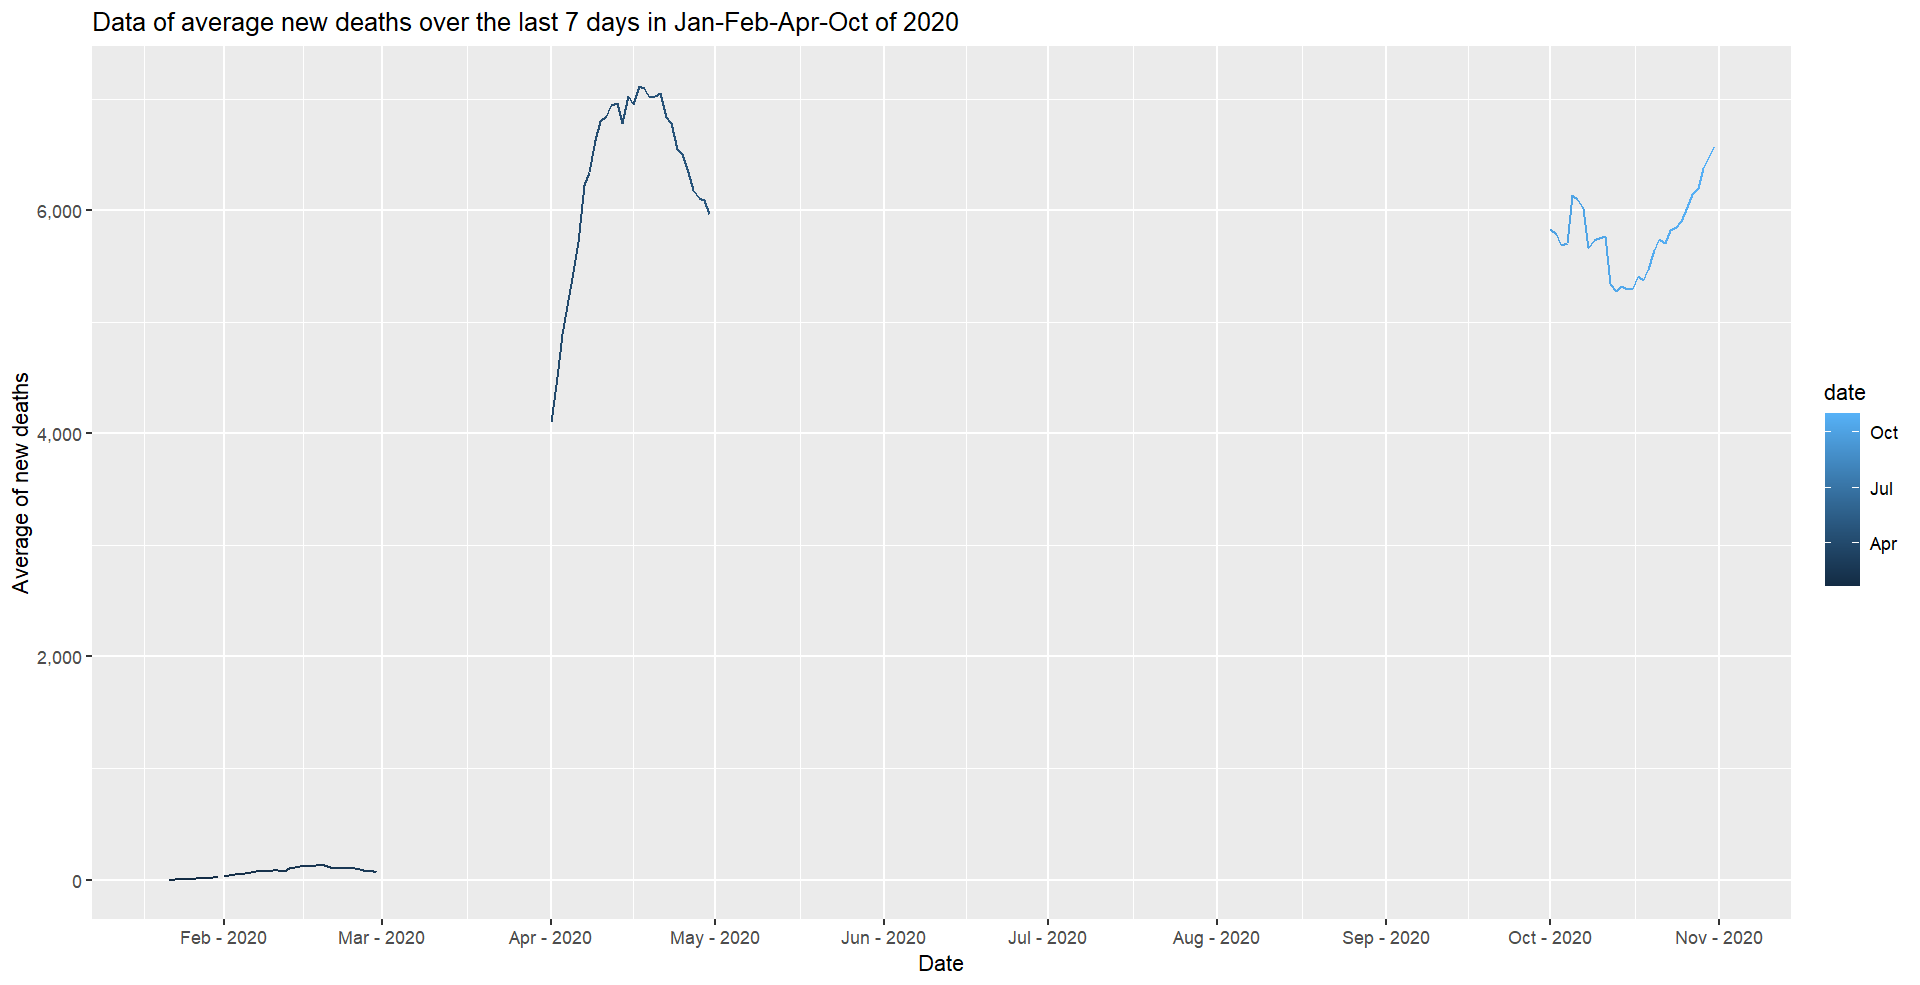 Data of average new deaths over the last 7 days in Jan-Feb-Apr-Oct of 2020
Average of new deaths
6,000
4,000
2,000
0
Feb - 2020
Mar - 2020
Apr - 2020
May - 2020
Jun - 2020
Jul - 2020
Aug - 2020
Sep - 2020
Oct - 2020
Nov - 2020
Date
date
Oct
Jul
Apr